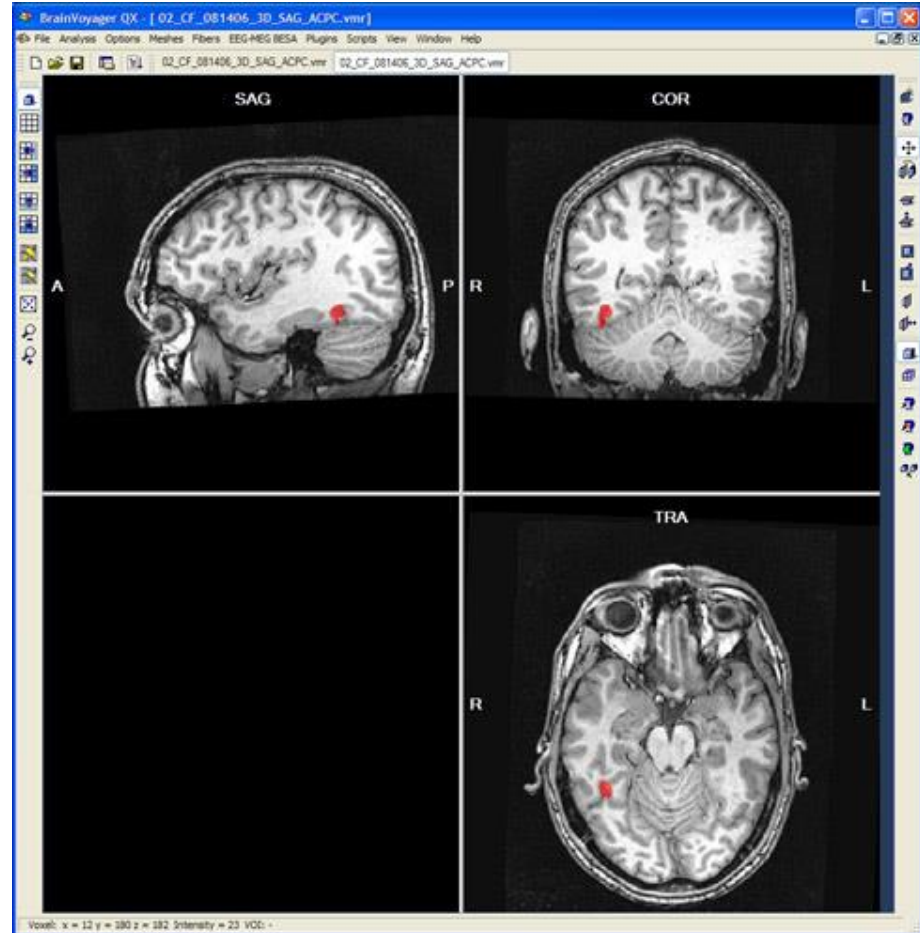 BrainVoyager QX - [ 02_CF_081406_3D_SAG_ACPC.vmr]
File Analysis Options Meshes Fibers EEG-MEG BESA Plugins Scripts View Window Help
02_CF_081406_3D_SAG_ACPC.vmr 02_CF_081406_3D_SAG_ACPC.vmr
SAG
COR
A
P
R
L
TRA
R
L
Voxel: x = 12 y = 180 z = 182 Intensity = 23 VOI: -